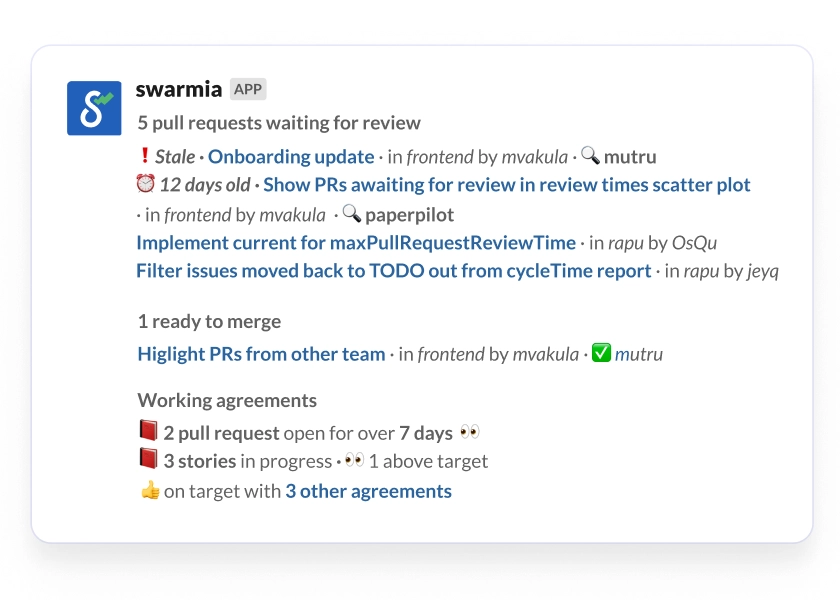 swarmia APP
5 pull requests waiting for review
❗ Stale · Onboarding update · in frontend by mvakula · 🔍 mutru
⏰ 12 days old · Show PRs awaiting for review in review times scatter plot
· in frontend by mvakula · 🔍 paperpilot
Implement current for maxPullRequestReviewTime · in rapu by OsQu
Filter issues moved back to TODO out from cycleTime report · in rapu by jeyq
1 ready to merge
Higlight PRs from other team · in frontend by mvakula · ✅ mutru
Working agreements
📕 2 pull request open for over 7 days 👀
📕 3 stories in progress · 👀 1 above target
👍 on target with 3 other agreements